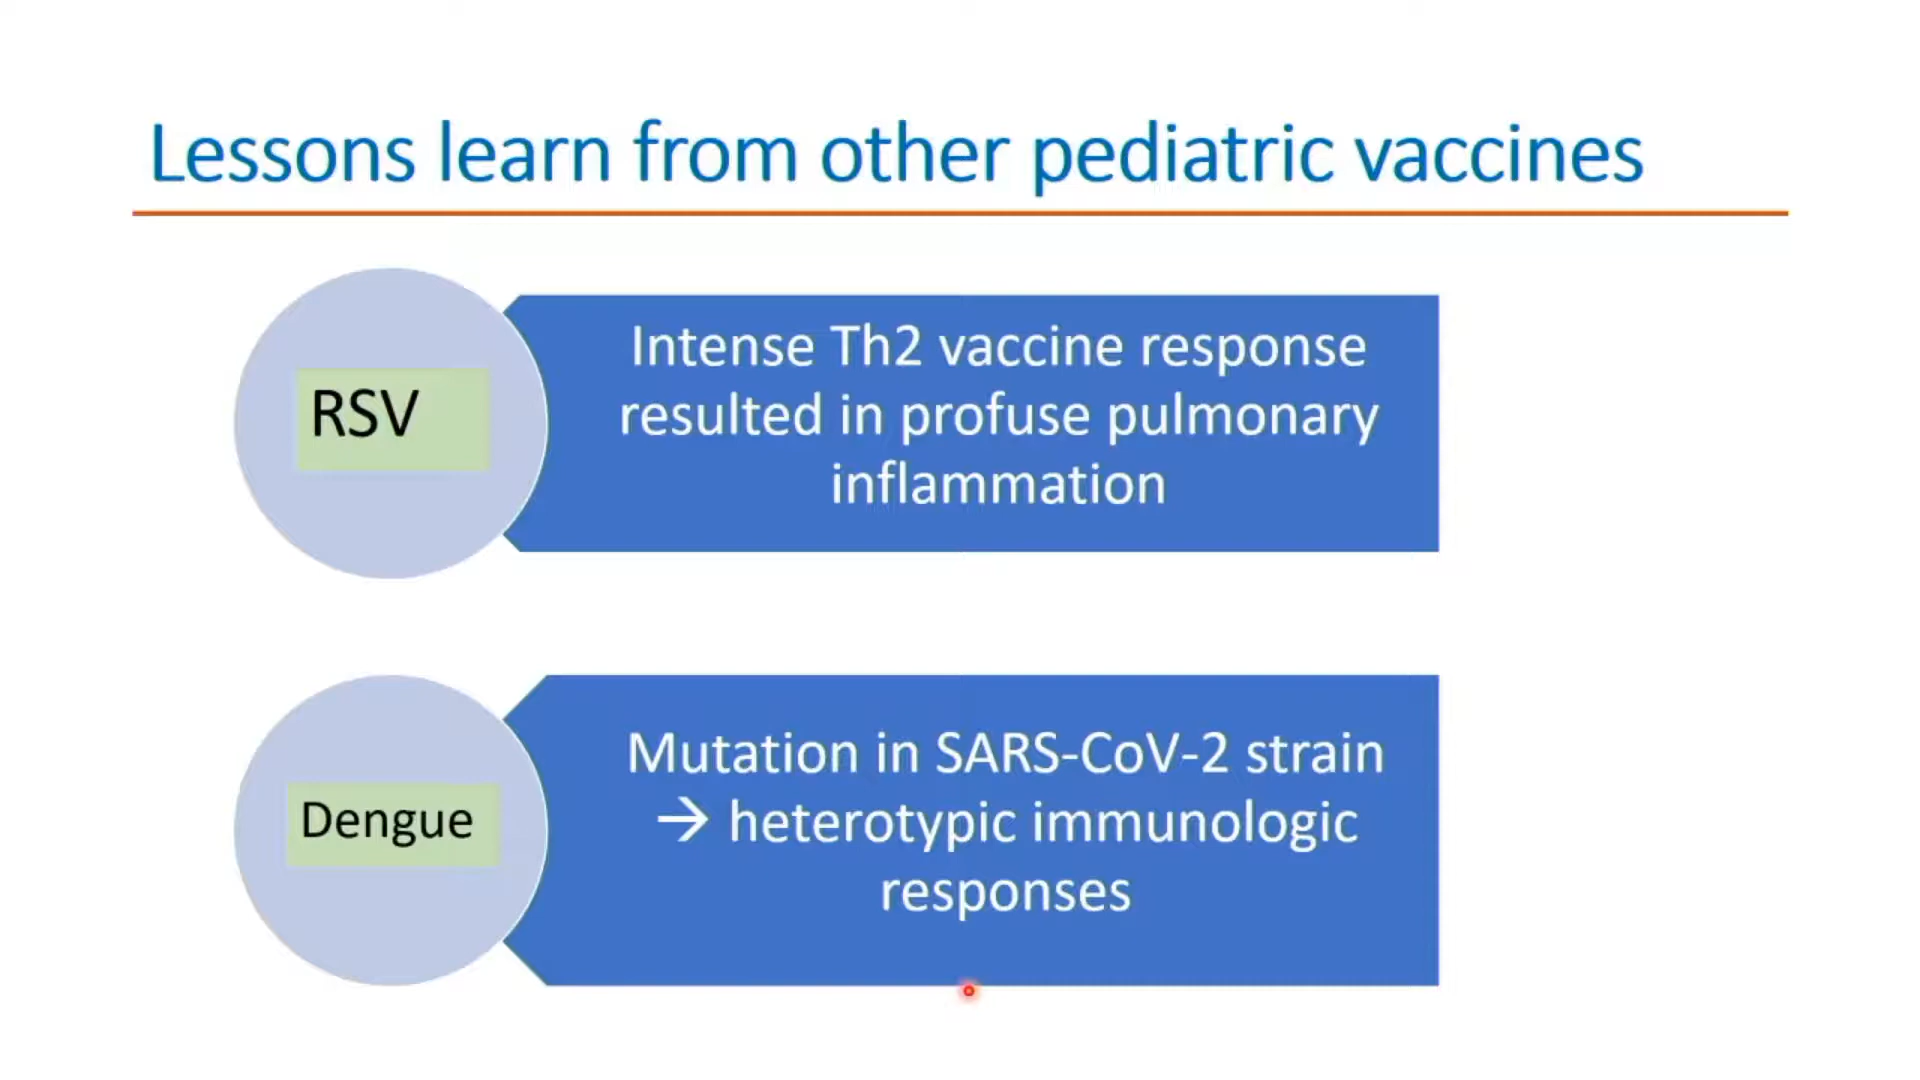 Lessons learn from other pediatric vaccines
RSV
Intense Th2 vaccine response
resulted in profuse pulmonary
inflammation
Dengue
Mutation in SARS-CoV-2 strain
→ heterotypic immunologic
responses